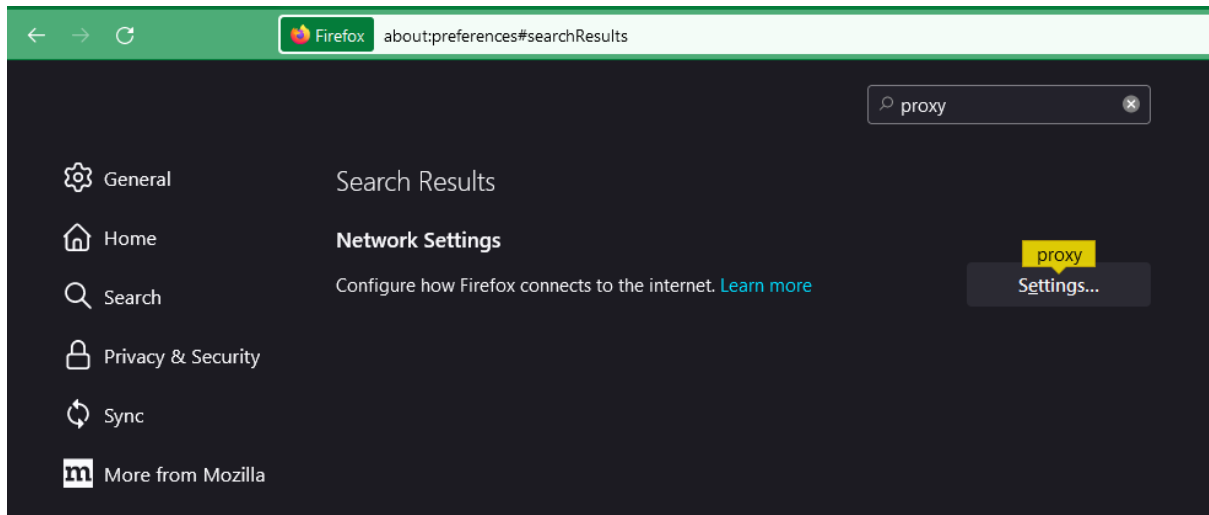 Firefox about:preferences#searchResults
proxy
General
Home
Search
Privacy & Security
Sync
m More from Mozilla
Search Results
Network Settings
Configure how Firefox connects to the internet. Learn more
proxy
Settings...